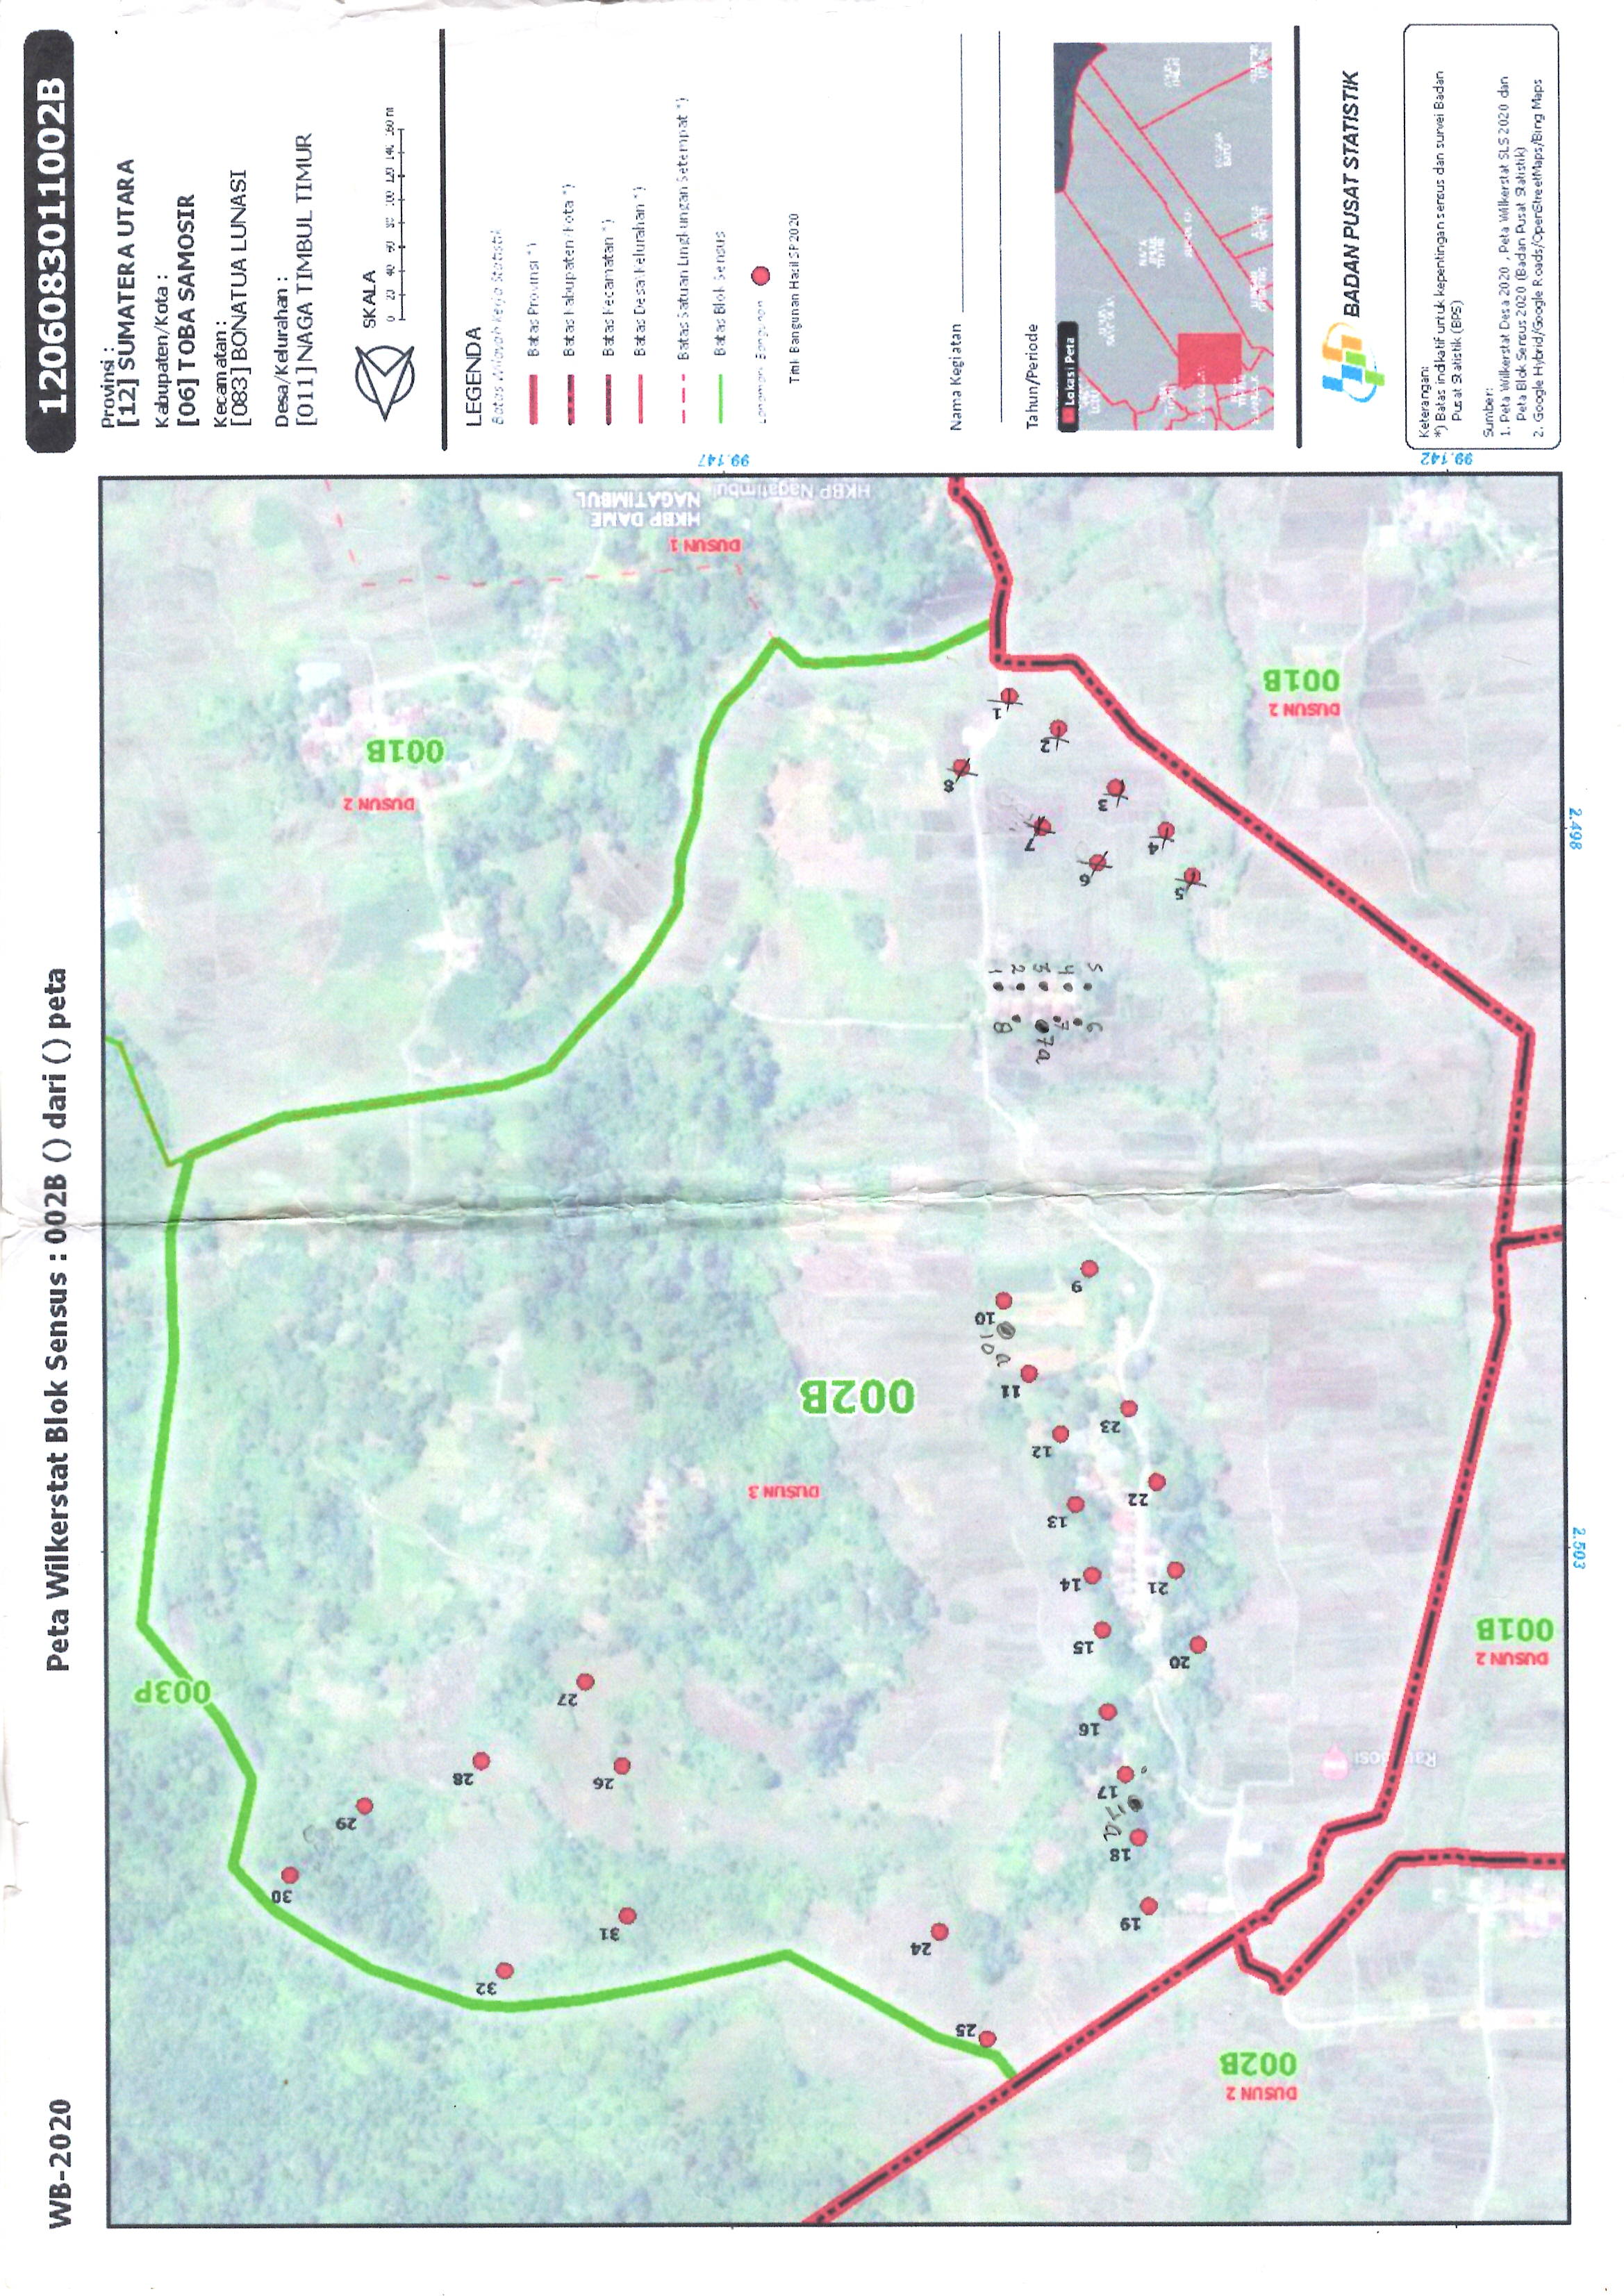 WB-2020
Peta Wilkerstat Blok Sensus : 002B () dari () peta
DUSUN 2
002B
25
32
24
31
19
30
18
17a
29
17
26
28
16
27
003P
Rau Bosi
20
DUSUN 2
001B
15
21
14
13
22
DUSUN 3
12
23
11
002B
10a
10
9
2.503
6
7
7a
8
5
4
3
2
1
5
6
4
7
3
8
2
1
2.498
DUSUN 2
001B
DUSUN 2
001B
DUSUN 1
HKBP DAME
NAGATIMBUL
HKBP Nagatimbul
99.142
99.147
1206083011002B
Provinsi :
[12] SUMATERA UTARA
Kabupaten/Kota :
[06] TOBA SAMOSIR
Kecamatan :
[083] BONATUA LUNASI
Desa/Kelurahan :
[011] NAGA TIMBUL TIMUR
SKALA
0 20 40 60 80 100 120 140 160 m
LEGENDA
Batas Wilayah Kerja Statistik
Batas Provinsi *)
Batas Kabupaten/Kota *)
Batas Kecamatan *)
Batas Desa/Kelurahan *)
Batas Satuan Lingkungan Setempat *)
Batas Blok Sensus
Landmark Bangunan
Titik Bangunan Hasil SP2020
Nama Kegiatan
Tahun/Periode
Lokasi Peta
BADAN PUSAT STATISTIK
Keterangan:
*) Batas indikatif untuk kepentingan sensus dan survei Badan
Pusat Statistik (BPS)
Sumber:
1. Peta Wilkerstat Desa 2020 , Peta Wilkerstat SLS 2020 dan
Peta Blok Sensus 2020 (Badan Pusat Statistik)
2. Google Hybrid/Google Roads/OpenStreetMaps/Bing Maps